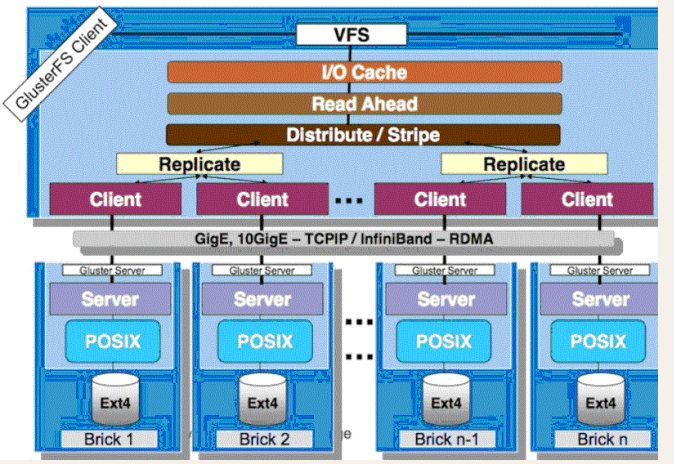 GlusterFS Client
VFS
I/O Cache
Read Ahead
Distribute / Stripe
Replicate Replicate
Client Client ... Client Client
GigE, 10GigE – TCPIP / InfiniBand – RDMA
Gluster Server Gluster Server Gluster Server Gluster Server
Server Server Server Server
POSIX POSIX ... POSIX POSIX
...
Ext4 Ext4 Ext4 Ext4
Brick 1 Brick 2 Brick n-1 Brick n